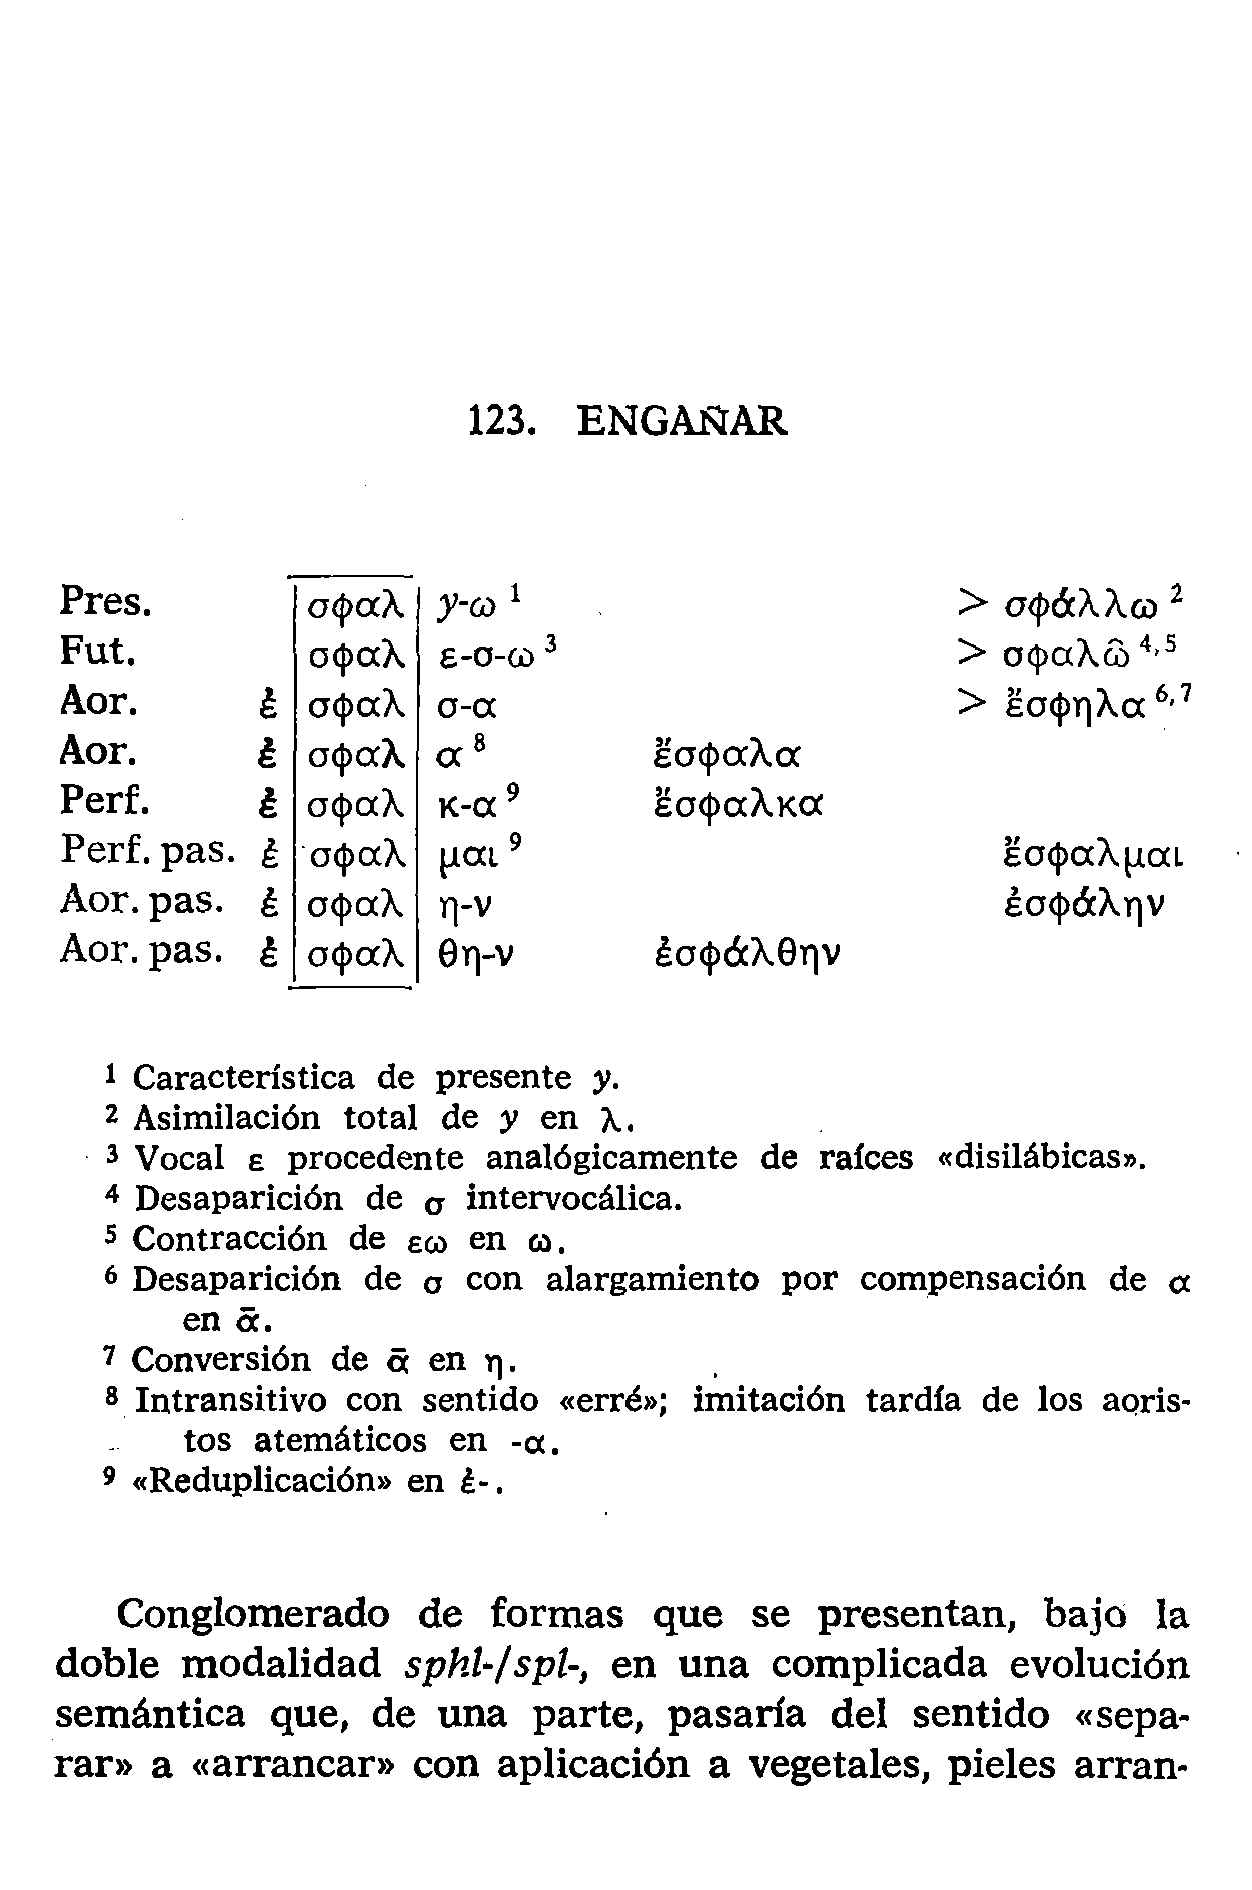 123. ENGAÑAR
Pres. σφαλ y-ω ¹ > σφάλλω ²
Fut. σφαλ ε-σ-ω ³ > σφαλῶ ⁴,⁵
Aor. ἐ σφαλ σ-α > ἔσφηλα ⁶,⁷
Aor. ἐ σφαλ α ⁸ ἔσφαλα
Perf. ἐ σφαλ κ-α ⁹ ἔσφαλκα
Perf. pas. ἐ σφαλ μαι ⁹ ἔσφαλμαι
Aor. pas. ἐ σφαλ η-ν ἐσφάλην
Aor. pas. ἐ σφαλ θη-ν ἐσφάλθην
¹ Característica de presente y.
² Asimilación total de y en λ.
³ Vocal ε procedente analógicamente de raíces «disilábicas».
⁴ Desaparición de σ intervocálica.
⁵ Contracción de εω en ω.
⁶ Desaparición de σ con alargamiento por compensación de α
en ᾱ.
⁷ Conversión de ᾱ en η.
⁸ Intransitivo con sentido «erré»; imitación tardía de los aoris-
tos atemáticos en -α.
⁹ «Reduplicación» en ἐ-.
Conglomerado de formas que se presentan, bajo la
doble modalidad sphl-/spl-, en una complicada evolución
semántica que, de una parte, pasaría del sentido «sepa-
rar» a «arrancar» con aplicación a vegetales, pieles arran-